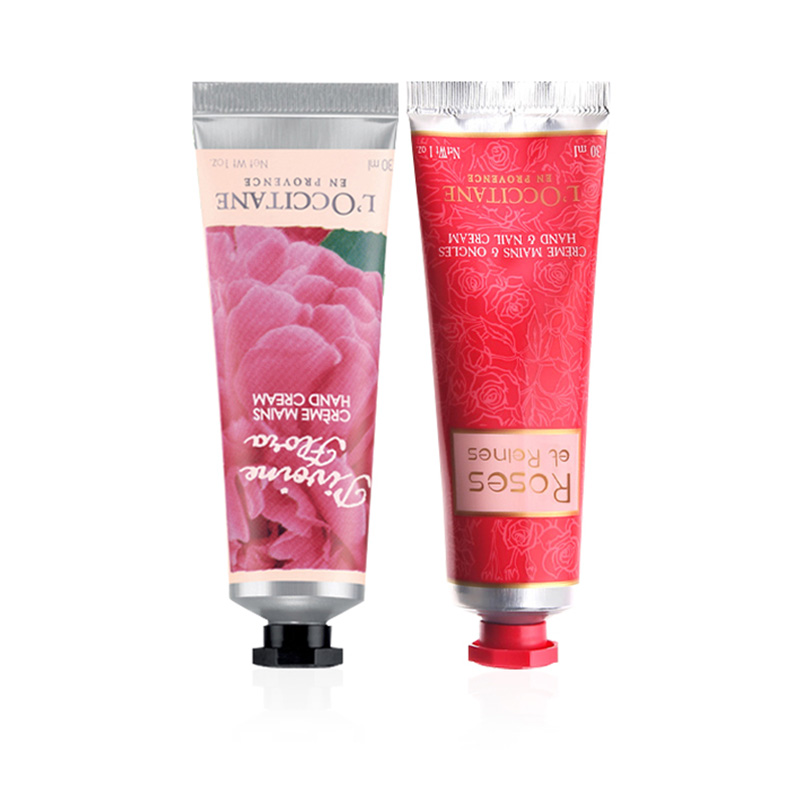 Pivoine
Flora
CRÈME MAINS
HAND CREAM
L'OCCITANE
EN PROVENCE
30 ml Net Wt 1 oz.
Roses
et Reines
CRÈME MAINS & ONGLES
HAND & NAIL CREAM
L'OCCITANE
EN PROVENCE
30 ml Net Wt 1 oz.